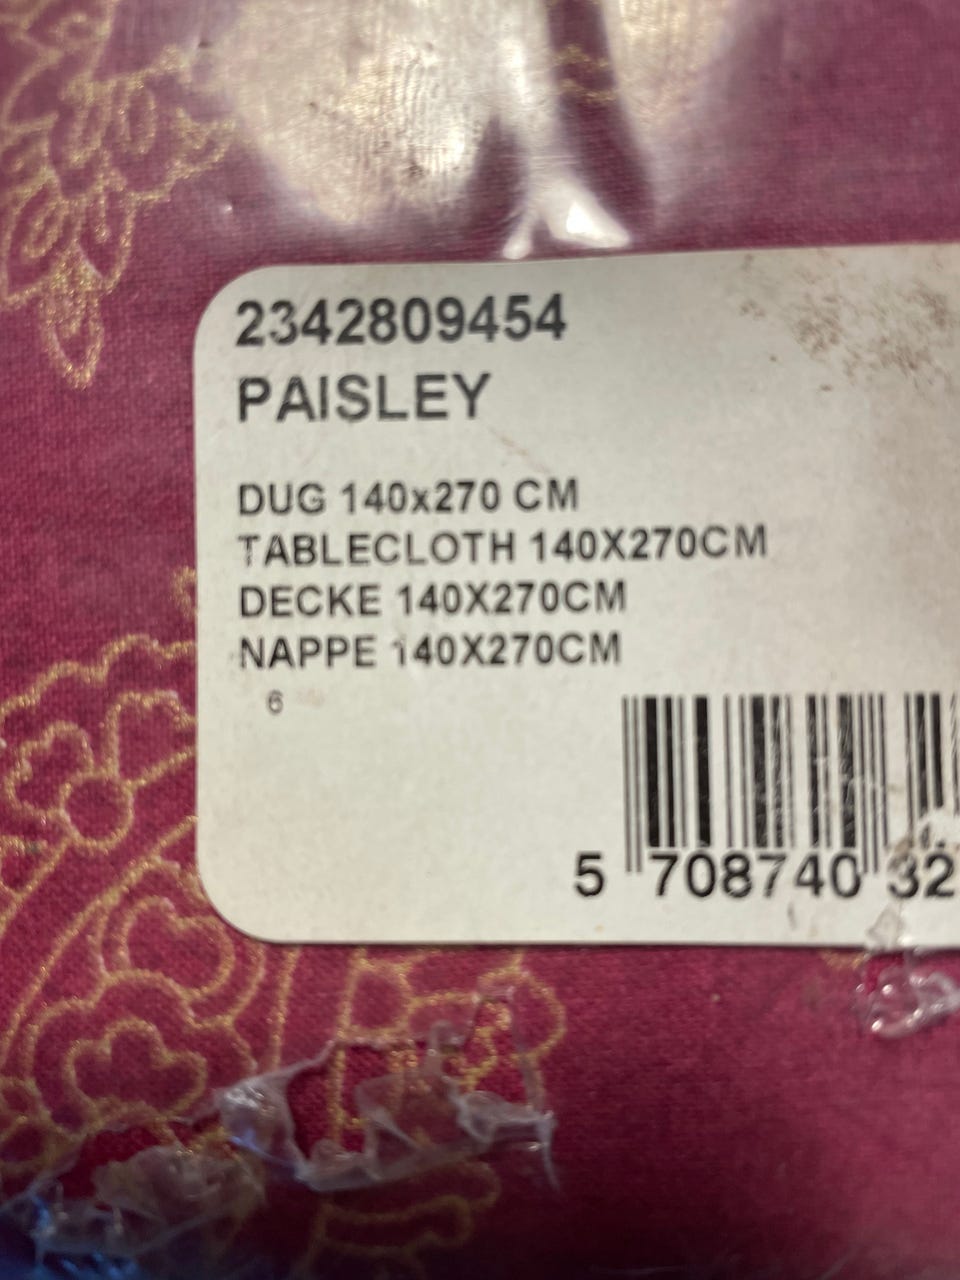 2342809454
PAISLEY
DUG 140x270 CM
TABLECLOTH 140X270CM
DECKE 140X270CM
NAPPE 140X270CM
6
5 708740 32